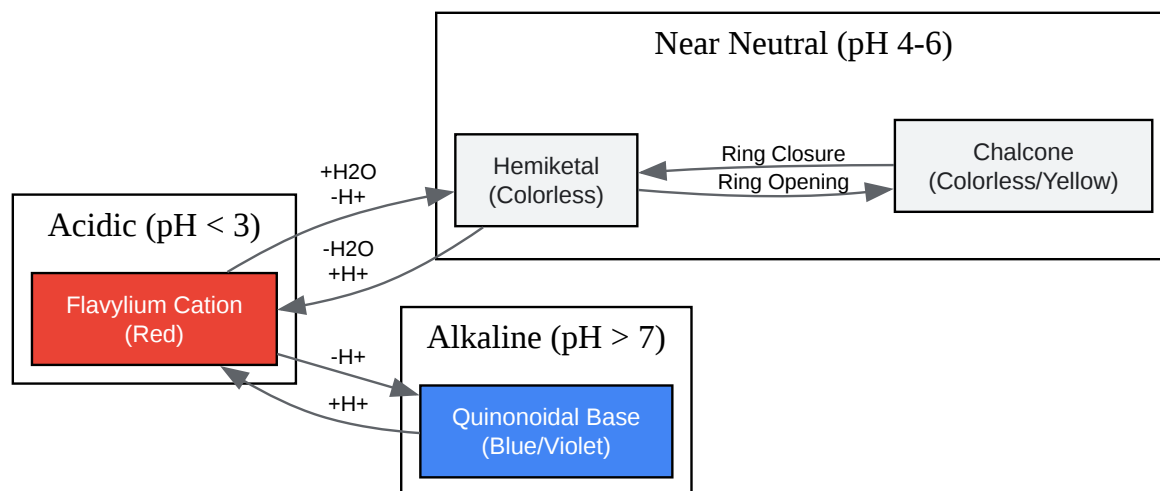 Near Neutral (pH 4-6)
Hemiketal
(Colorless)
Ring Closure
Ring Opening
Chalcone
(Colorless/Yellow)
+H2O
-H+
-H2O
+H+
Acidic (pH < 3)
Flavylium Cation
(Red)
-H+
+H+
Alkaline (pH > 7)
Quinonoidal Base
(Blue/Violet)